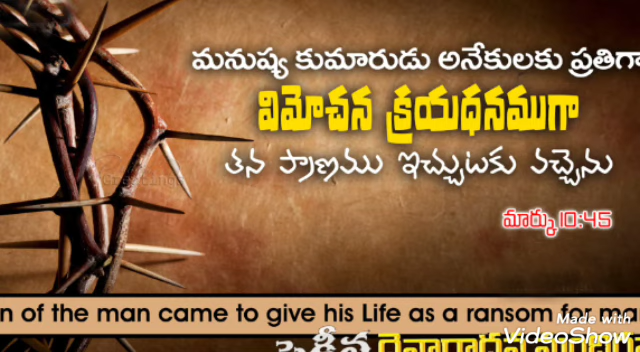 మనుష్య కుమారుడు అనేకులకు ప్రతిగా
విమోచన క్రయధనముగా
తన ప్రాణము ఇచ్చుటకు వచ్చెను
మార్కు 10:45
n of the man came to give his Life as a ransom for ma
Made with
VideoShow